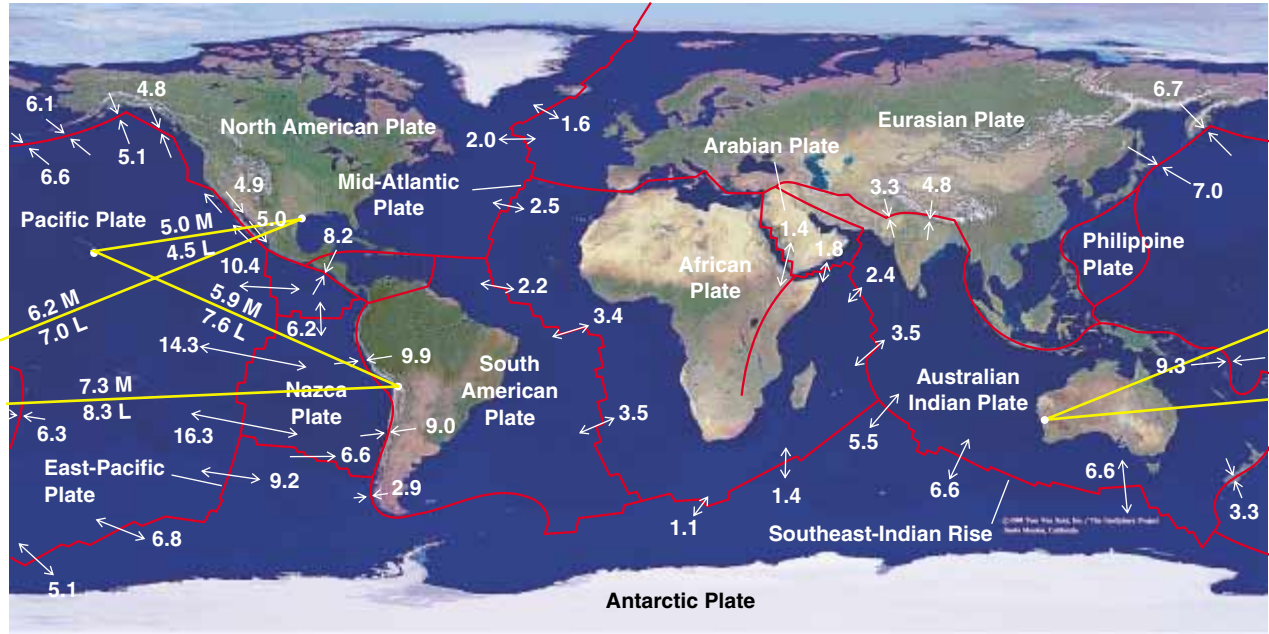 4.8
6.1
5.1
6.6
North American Plate
2.0
1.6
Eurasian Plate
6.7
Arabian Plate
7.0
Mid-Atlantic
Plate
4.9
3.3
4.8
2.5
Pacific Plate
5.0 M
4.5 L
5.0
8.2
1.4
1.8
Philippine
Plate
10.4
African
Plate
2.4
2.2
5.9 M
7.6 L
6.2 M
7.0 L
6.2
3.4
3.5
14.3
9.9
9.3
South
American
Plate
Australian
Indian Plate
7.3 M
8.3 L
Nazca
Plate
6.3
16.3
9.0
3.5
5.5
6.6
East-Pacific
Plate
9.2
2.9
6.6
6.6
1.4
1.1
3.3
6.8
Southeast-Indian Rise
5.1
Antarctic Plate